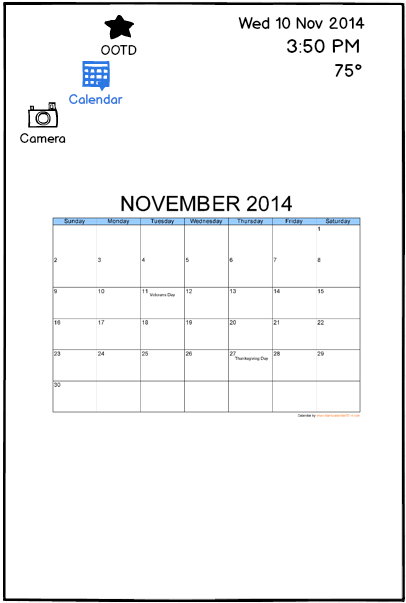 Wed 10 Nov 2014
3:50 PM
75°
OOTD
Calendar
Camera
NOVEMBER 2014
Sunday Monday Tuesday Wednesday Thursday Friday Saturday
1
2 3 4 5 6 7 8
9 10 11 12 13 14 15
Veterans Day
16 17 18 19 20 21 22
23 24 25 26 27 28 29
Thanksgiving Day
30
Calendar by